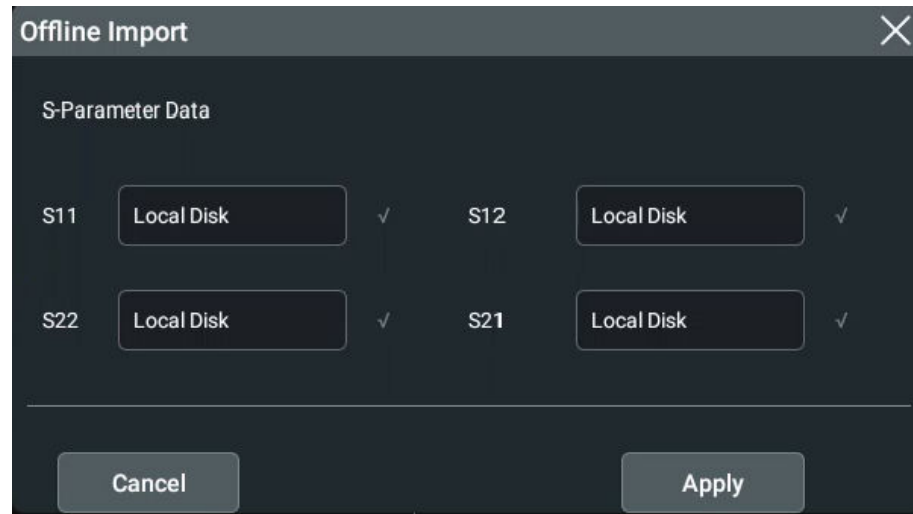 Offline Import
S-Parameter Data
S11 Local Disk √ S12 Local Disk √
S22 Local Disk √ S21 Local Disk √
Cancel Apply